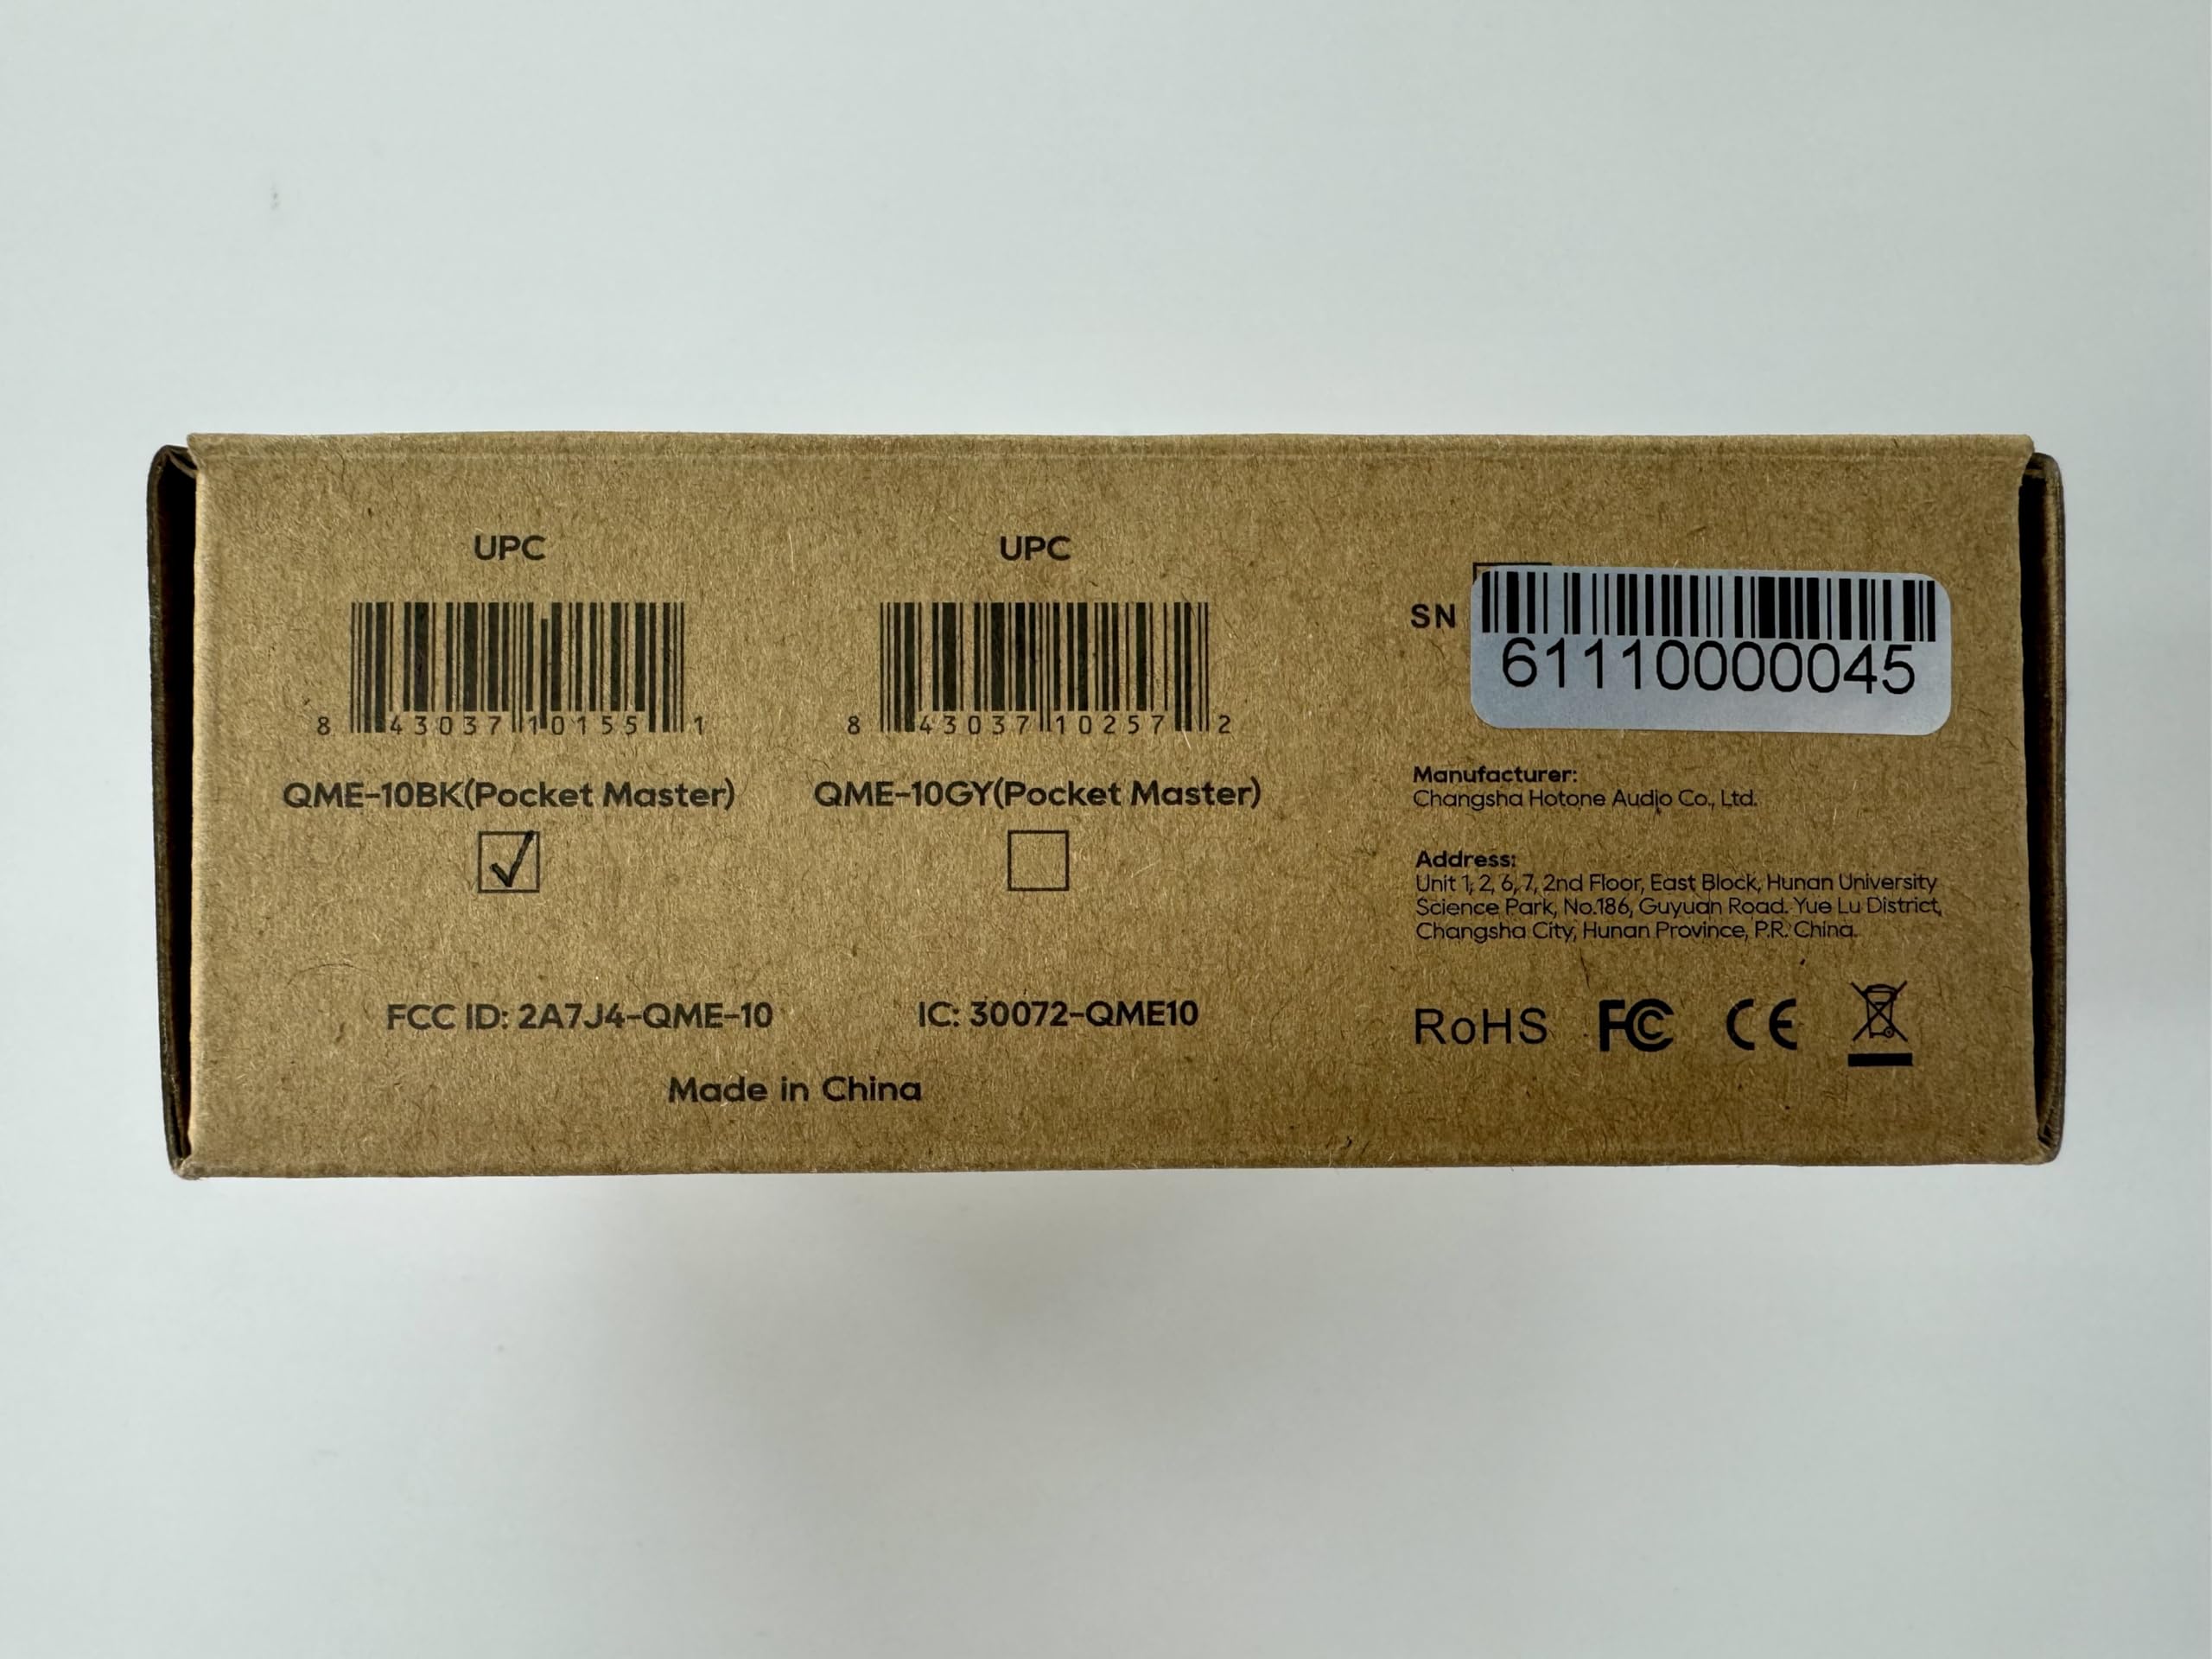 UPC
8 43037 10155 1
QME-10BK(Pocket Master)
UPC
8 43037 10257 2
QME-10GY(Pocket Master)
FCC ID: 2A7J4-QME-10
IC: 30072-QME10
Made in China
SN
61110000045
Manufacturer:
Changsha Hotone Audio Co., Ltd.
Address:
Unit 1, 2, 6, 7, 2nd Floor, East Block, Hunan University
Science Park, No.186, Guyuan Road. Yue Lu District,
Changsha City, Hunan Province, P.R. China.
RoHS FC CE